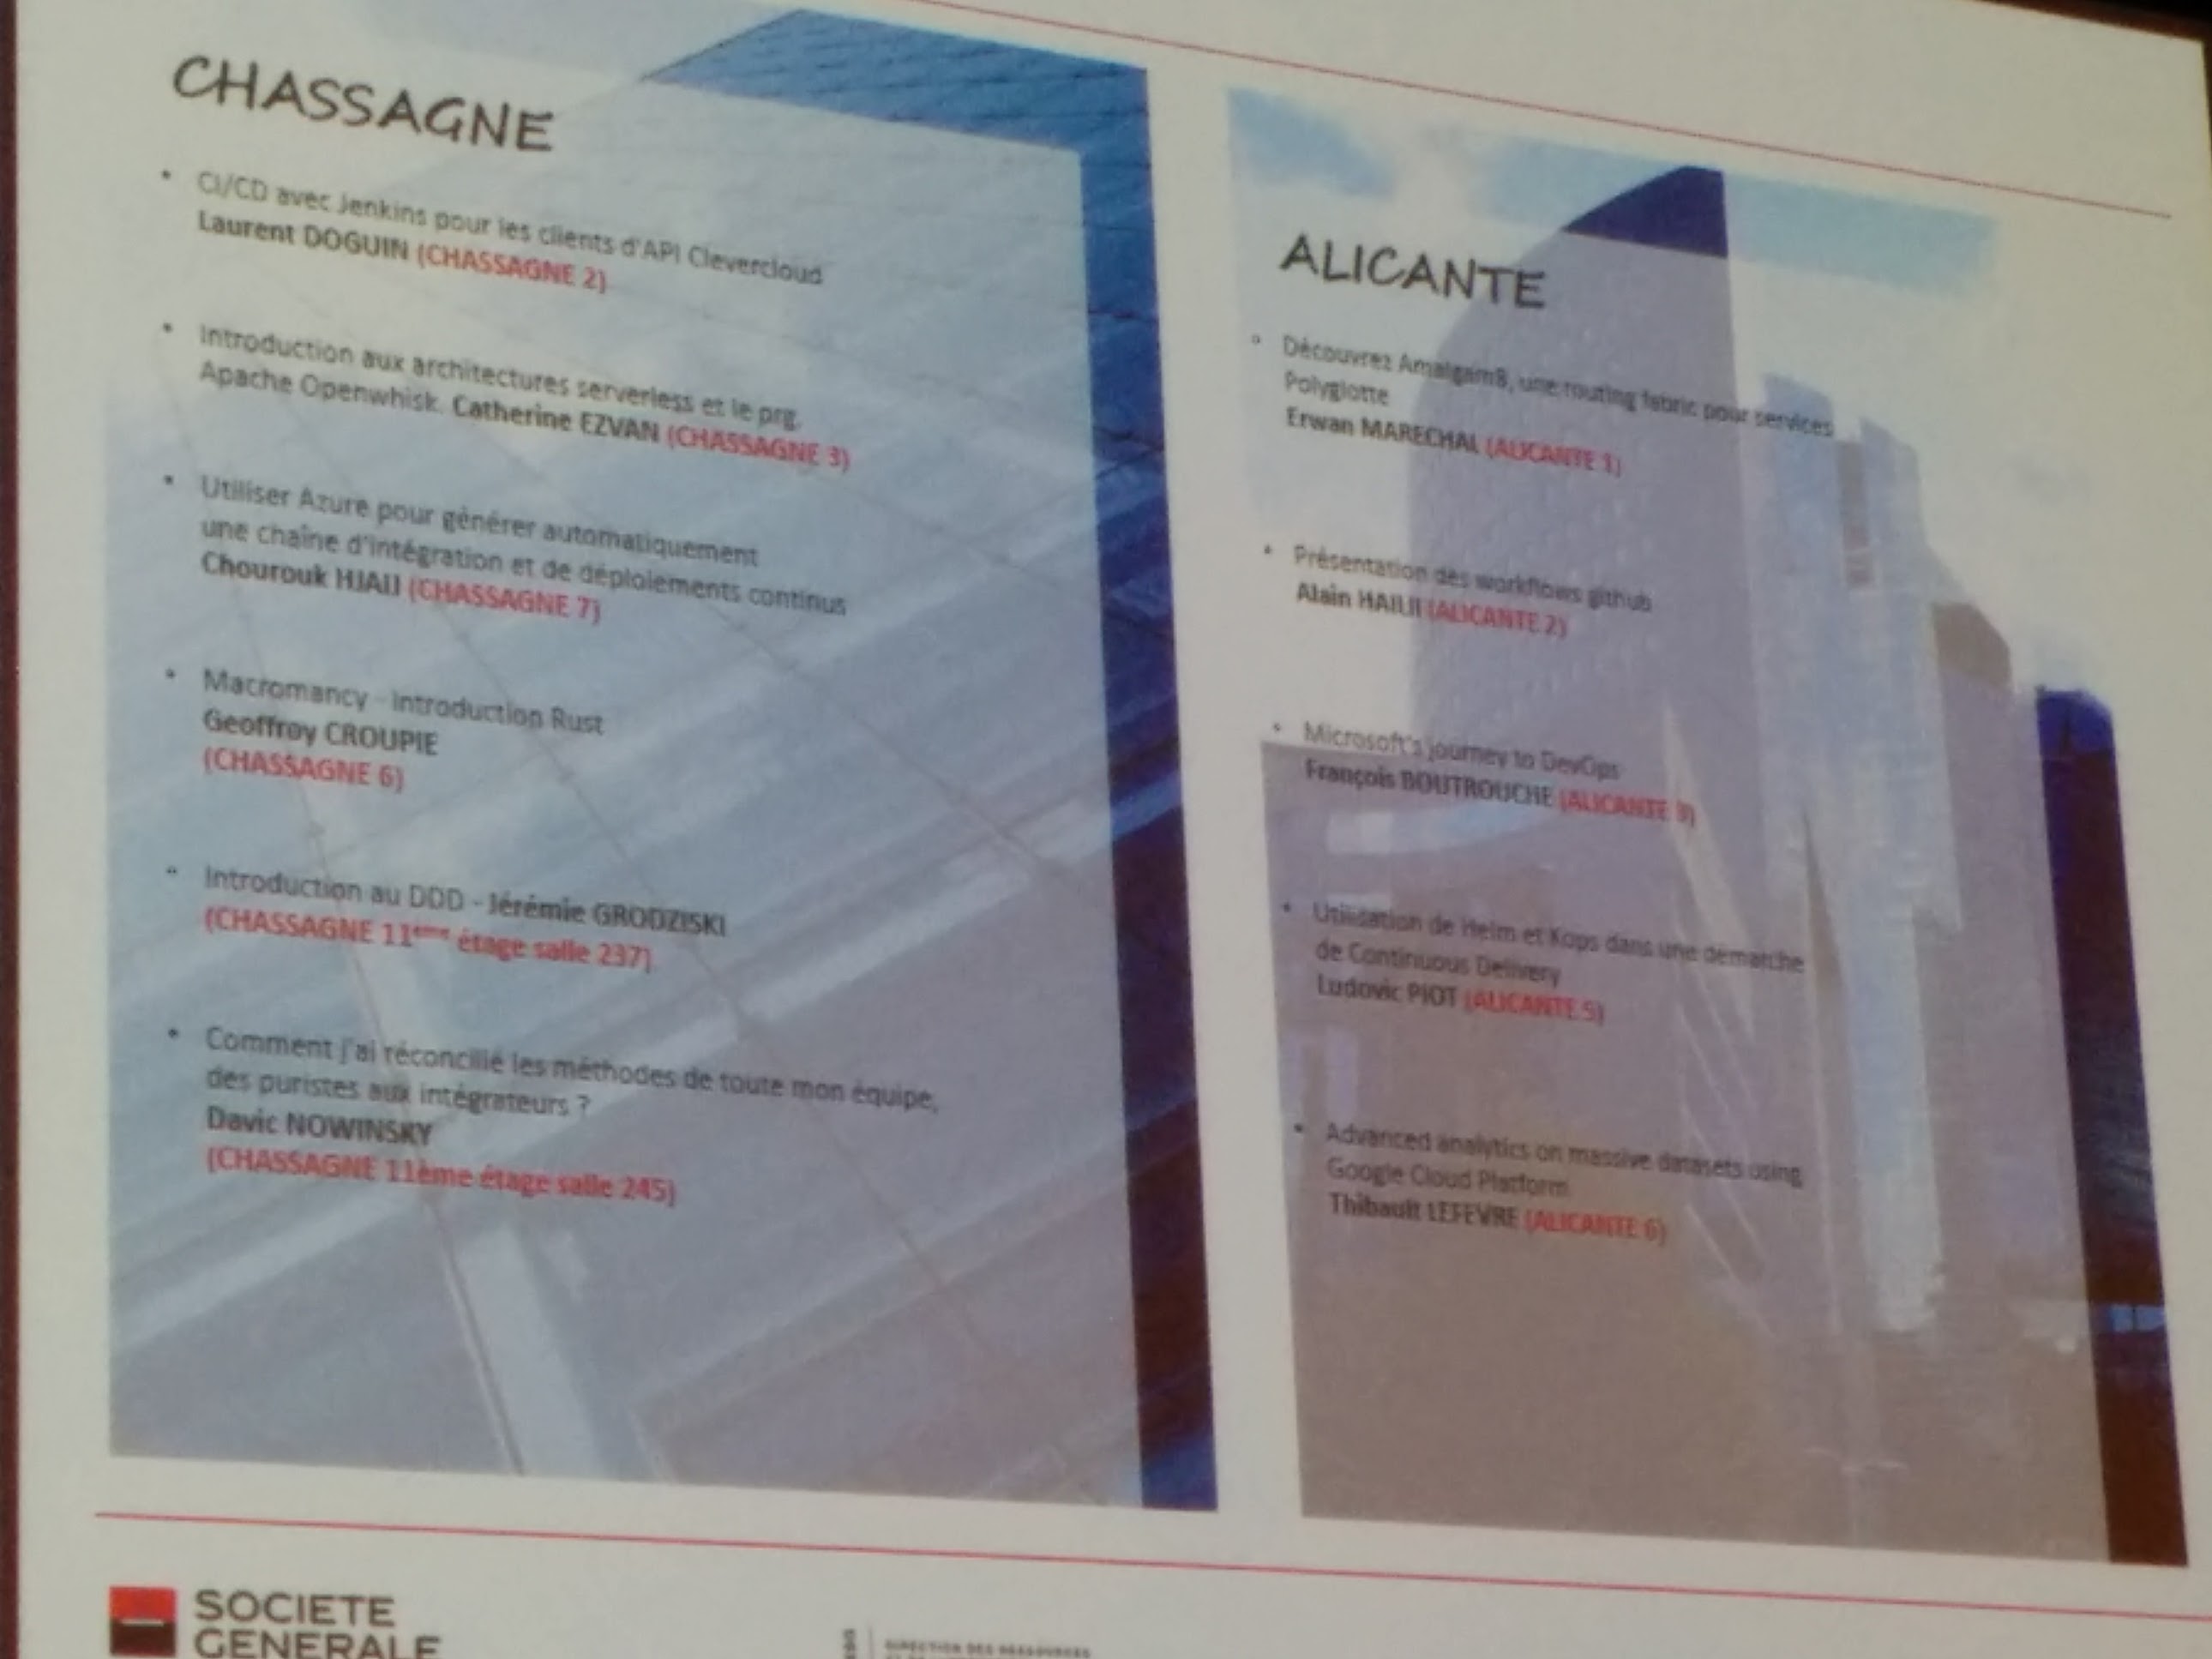 CHASSAGNE
• CI/CD avec Jenkins pour les clients d'API Clevercloud
Laurent DOGUIN (CHASSAGNE 2)
• Introduction aux architectures serverless et le prg.
Apache Openwhisk. Catherine EZVAN (CHASSAGNE 3)
• Utiliser Azure pour générer automatiquement
une chaîne d'intégration et de déploiements continus
Chourouk HJAIJ (CHASSAGNE 7)
• Macromancy - Introduction Rust
Geoffroy CROUPIE
(CHASSAGNE 6)
• Introduction au DDD - Jérémie GRODZISKI
(CHASSAGNE 11ème étage salle 237)
• Comment j'ai réconcilié les méthodes de toute mon équipe,
des puristes aux intégrateurs ?
Davic NOWINSKY
(CHASSAGNE 11ème étage salle 245)
ALICANTE
• Découvrez Amalgam8, une routing fabric pour services
Polyglotte
Erwan MARECHAL (ALICANTE 1)
• Présentation des workflows github
Alain (ALICANTE 2)
• Microsoft's journey to DevOps
François BOUTROUCHE (ALICANTE 3)
• Utilisation de Helm et Kops dans une démarche
de Continuous Delivery
Ludovic PIOT (ALICANTE 5)
• Advanced analytics on massive datasets using
Google Cloud Platform
Thibault LEFEVRE (ALICANTE 6)
SOCIETE
GENERALE
DIRECTION DES RESSOURCES